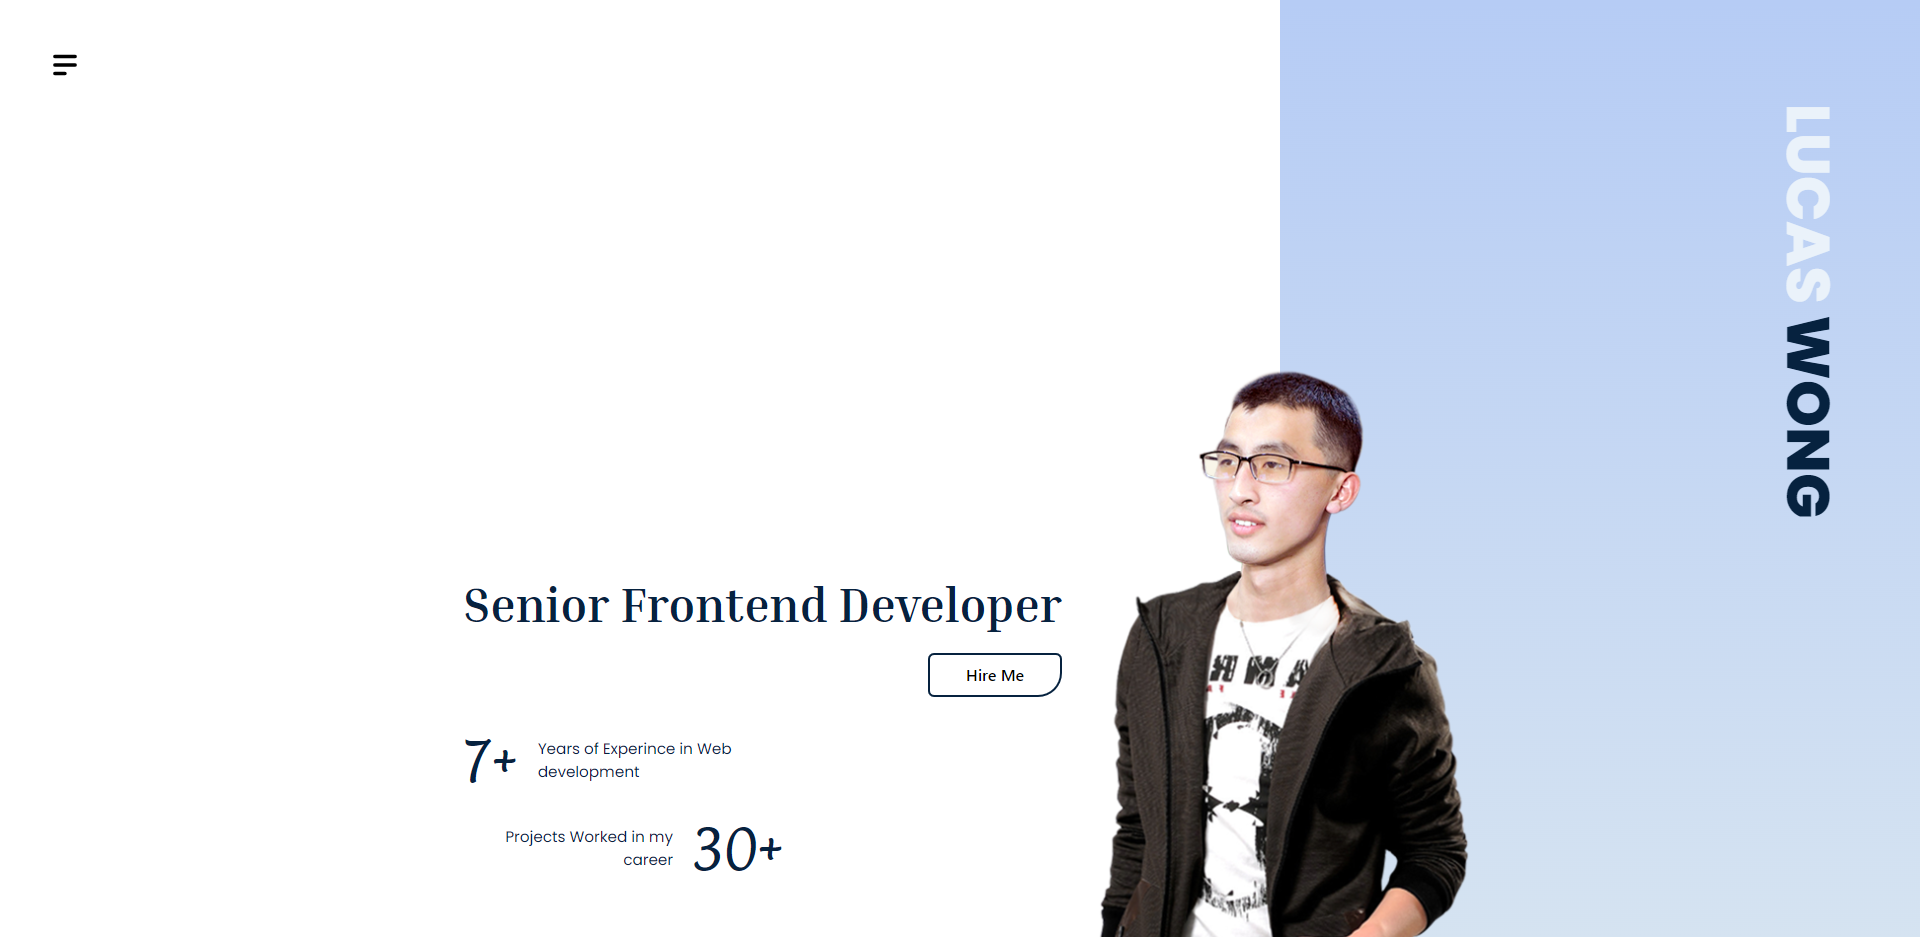 LUCAS WONG
Senior Frontend Developer
Hire Me
7+
Years of Experince in Web
development
Projects Worked in my
career
30+